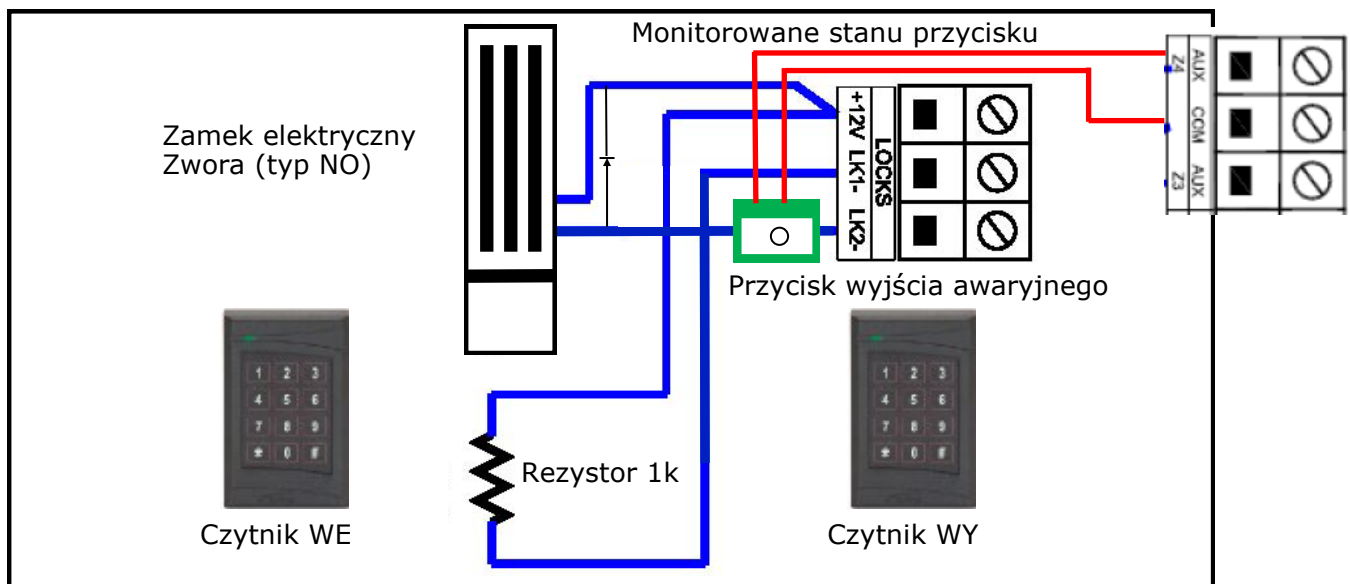 Monitorowane stanu przycisku
Zamek elektryczny
Zwora (typ NO)
+12V
LK1-
LK2-
LOCKS
Z4
AUX
COM
Z3
AUX
Przycisk wyjścia awaryjnego
1 2 3
4 5 6
7 8 9
* 0 #
1 2 3
4 5 6
7 8 9
* 0 #
Rezystor 1k
Czytnik WE
Czytnik WY